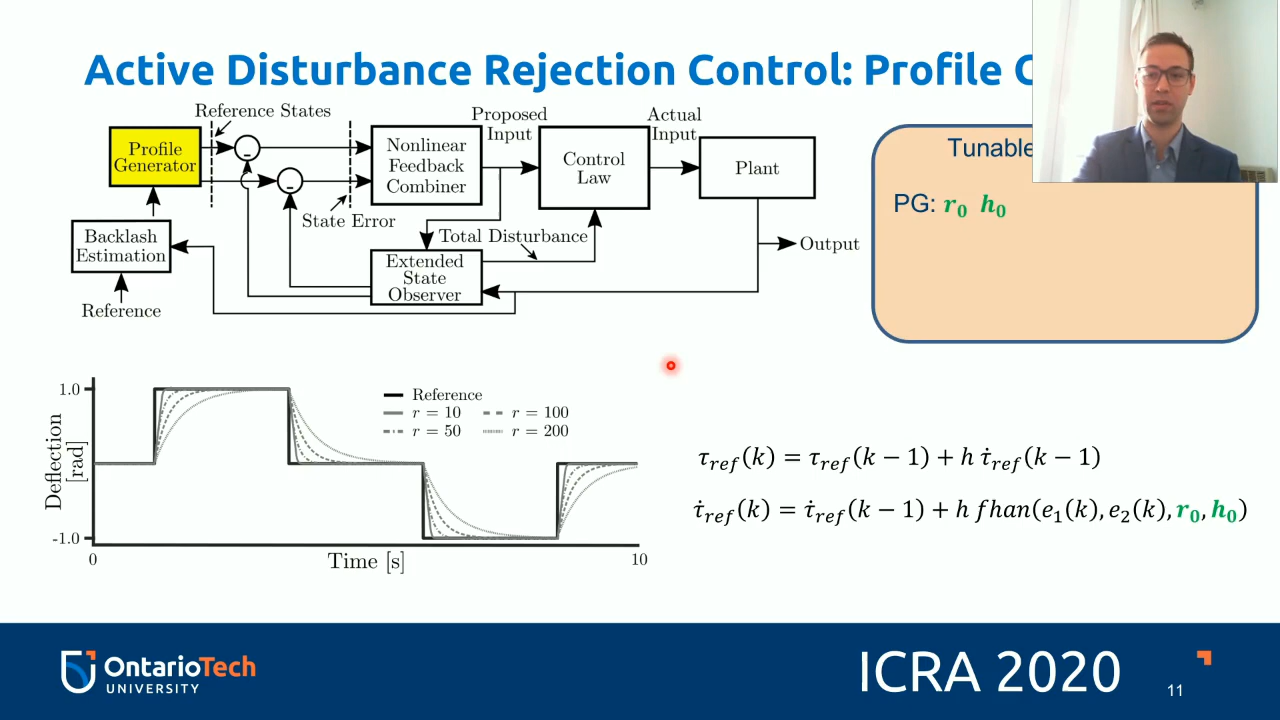 Active Disturbance Rejection Control: Profile
Reference States
Profile
Generator
Nonlinear
Feedback
Combiner
Proposed
Input
Control
Law
Actual
Input
Plant
State Error
Backlash
Estimation
Total Disturbance
Extended
State
Observer
Output
Reference
Tunable
PG: r₀ h₀
Deflection
[rad]
1.0
-1.0
0
Time [s]
10
Reference
r = 10
r = 100
r = 50
r = 200
τ_ref(k) = τ_ref(k − 1) + h τ̇_ref(k − 1)
τ̇_ref(k) = τ̇_ref(k − 1) + h fhan(e₁(k), e₂(k), r₀, h₀)
OntarioTech
UNIVERSITY
ICRA 2020
11